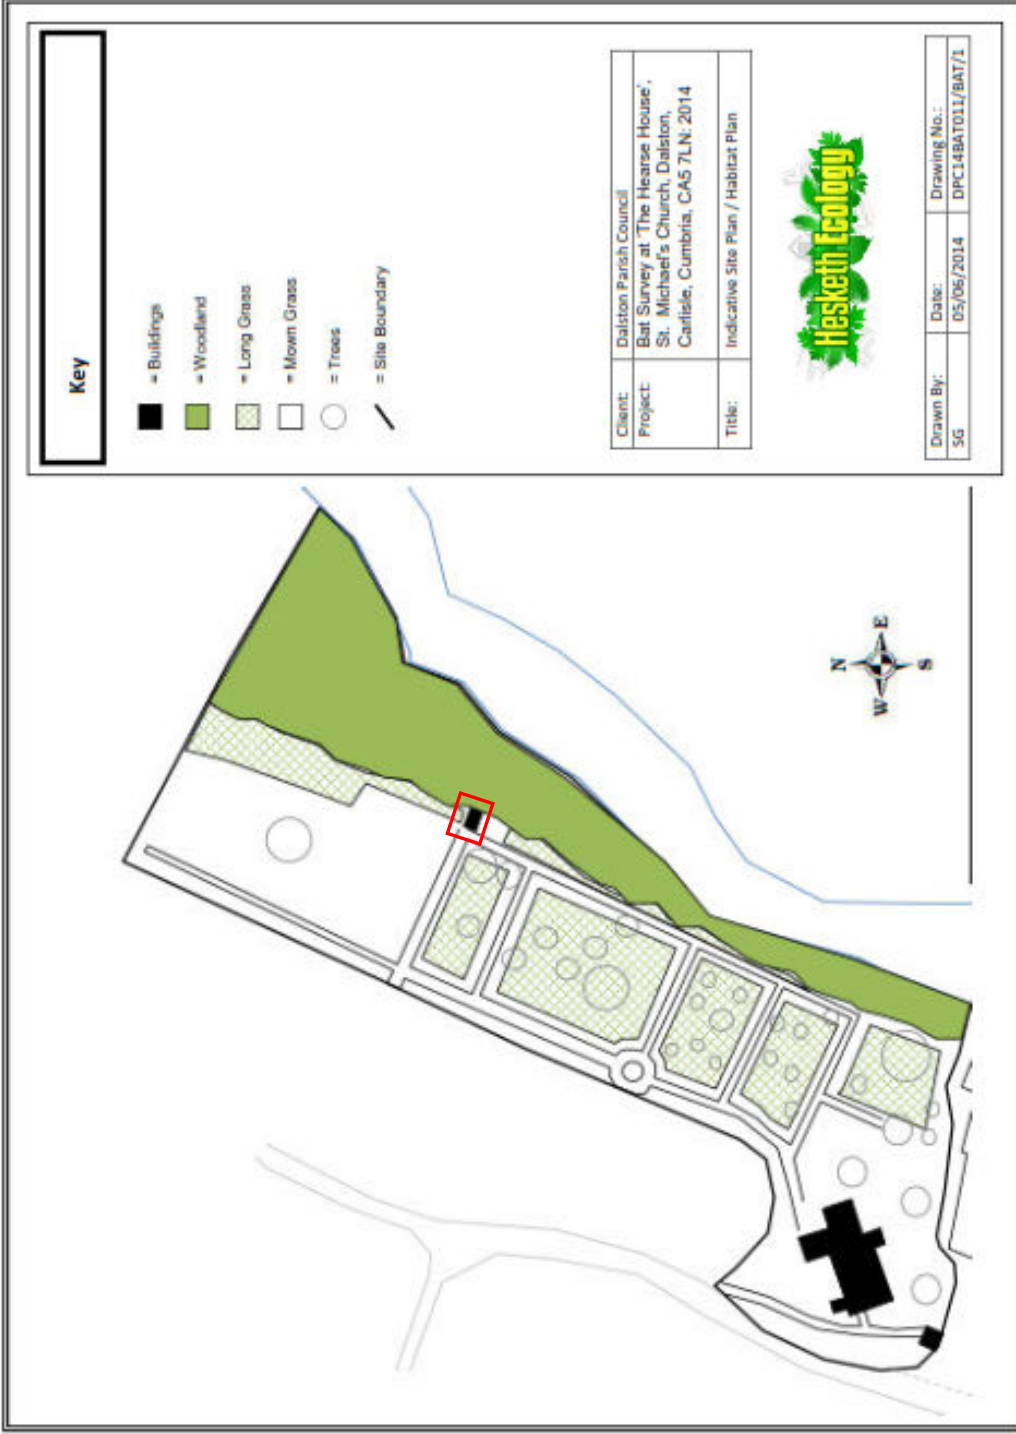 Key
= Buildings
= Woodland
= Long Grass
= Mown Grass
= Trees
= Site Boundary
Client: Dalston Parish Council
Project: Bat Survey at 'The Hearse House',
St. Michael's Church, Dalston,
Carlisle, Cumbria, CA5 7LN: 2014
Title: Indicative Site Plan / Habitat Plan
Hesketh Ecology
Drawn By: Date: Drawing No.:
SG 05/06/2014 DPC14BAT011/BAT/1
N
W E
S